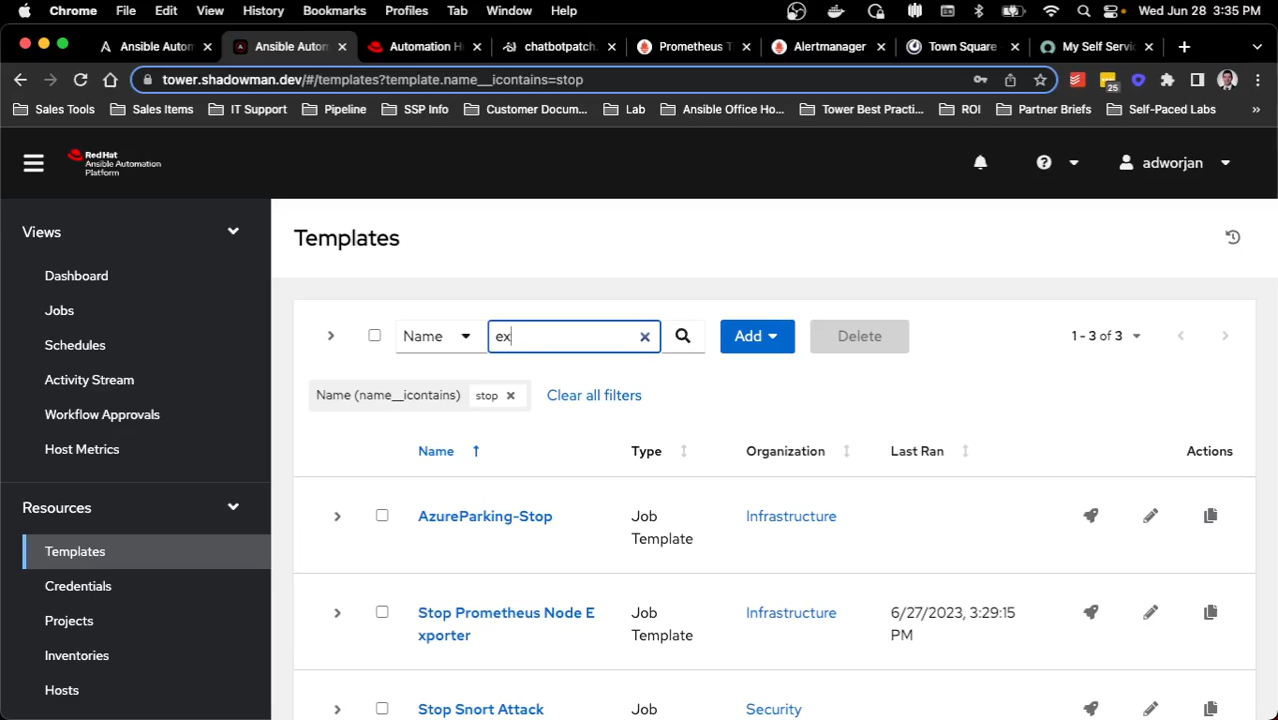 Chrome File Edit View History Bookmarks Profiles Tab Window Help Wed Jun 28 3:35 PM
Ansible Autom Ansible Autom Automation H chatbotpatch. Prometheus T Alertmanager Town Square My Self Servic
tower.shadowman.dev/#/templates?template.name__icontains=stop 25
Sales Tools Sales Items IT Support Pipeline SSP Info Customer Docum... Lab Ansible Office Ho... Tower Best Practi... ROI Partner Briefs Self-Paced Labs »
Red Hat
Ansible Automation
Platform
adworjan
Views
Dashboard
Jobs
Schedules
Activity Stream
Workflow Approvals
Host Metrics
Resources
Templates
Credentials
Projects
Inventories
Hosts
Templates
Name ex Add Delete 1 - 3 of 3
Name (name__icontains) stop Clear all filters
Name Type Organization Last Ran Actions
AzureParking-Stop Job Infrastructure
Template
Stop Prometheus Node E Job Infrastructure 6/27/2023, 3:29:15
xporter Template PM
Stop Snort Attack Job Security